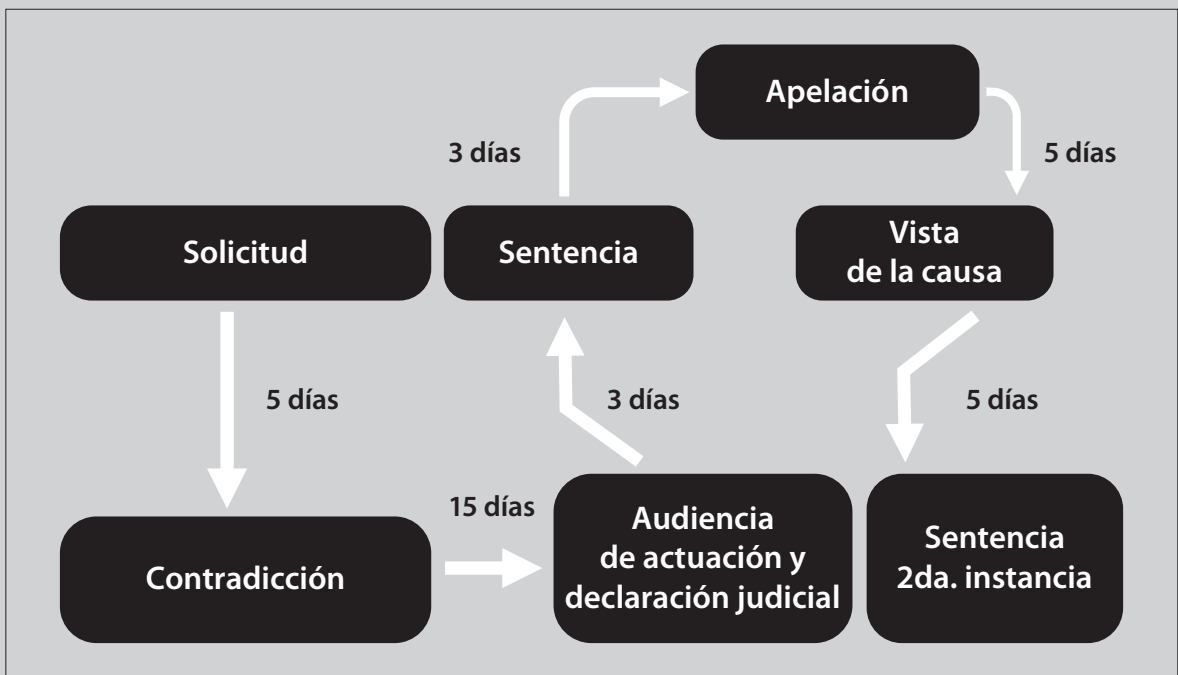 Apelación
3 días
5 días
Solicitud
Sentencia
Vista
de la causa
5 días
3 días
5 días
15 días
Contradicción
Audiencia
de actuación y
declaración judicial
Sentencia
2da. instancia